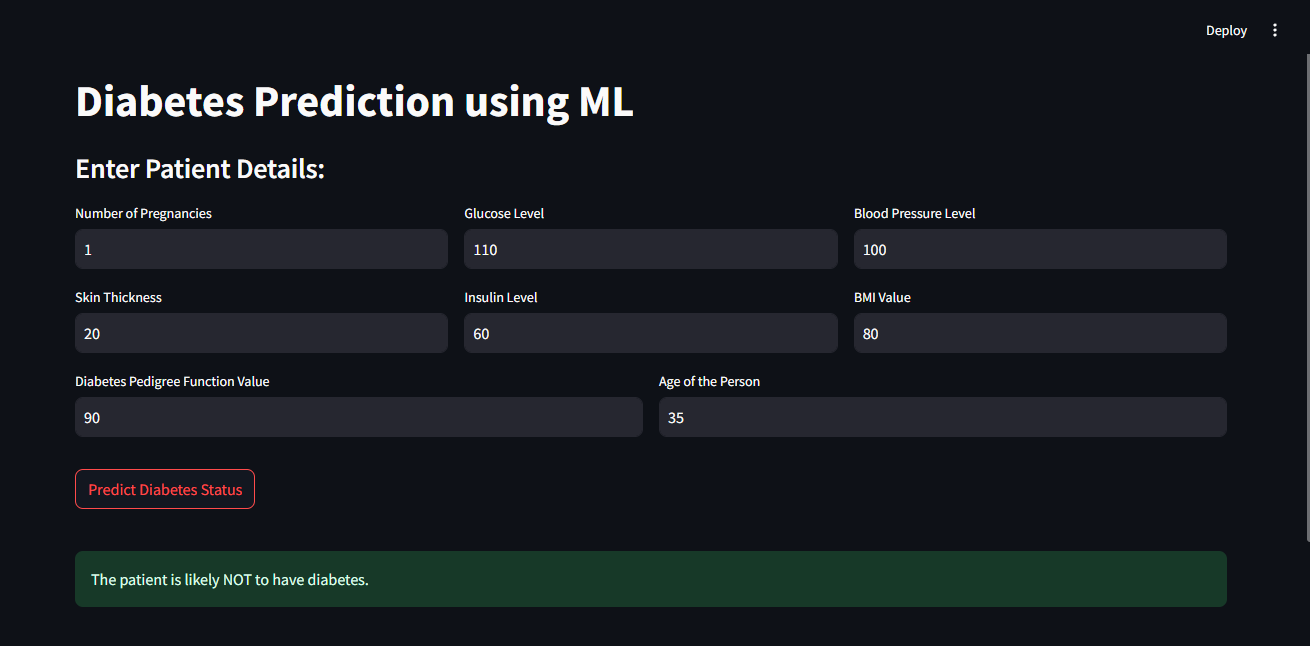 Deploy
Diabetes Prediction using ML
Enter Patient Details:
Number of Pregnancies
Glucose Level
Blood Pressure Level
1
110
100
Skin Thickness
Insulin Level
BMI Value
20
60
80
Diabetes Pedigree Function Value
Age of the Person
90
35
Predict Diabetes Status
The patient is likely NOT to have diabetes.